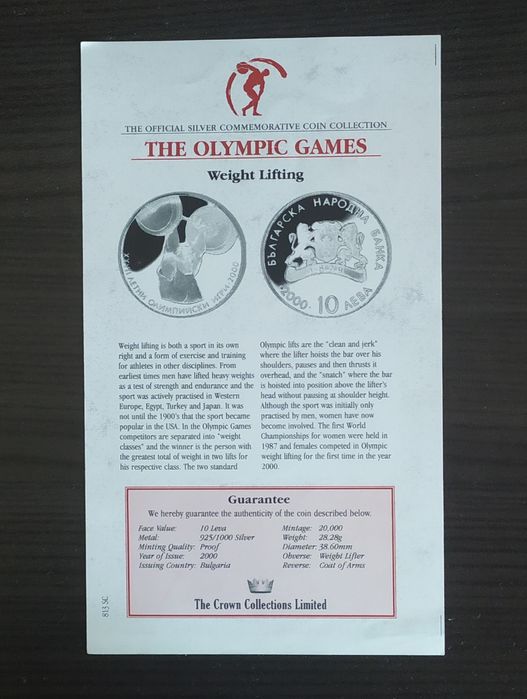 THE OFFICIAL SILVER COMMEMORATIVE COIN COLLECTION
THE OLYMPIC GAMES
Weight Lifting
XXVII ЛЕТНИ ОЛИМПИЙСКИ ИГРИ 2000
БЪЛГАРСКА НАРОДНА БАНКА
· 2000 · 10 ЛЕВА
Weight lifting is both a sport in its own
right and a form of exercise and training
for athletes in other disciplines. From
earliest times men have lifted heavy weights
as a test of strength and endurance and the
sport was actively practised in Western
Europe, Egypt, Turkey and Japan. It was
not until the 1900's that the sport became
popular in the USA. In the Olympic Games
competitors are separated into "weight
classes" and the winner is the person with
the greatest total of weight in two lifts for
his respective class. The two standard
Olympic lifts are the "clean and jerk"
where the lifter hoists the bar over his
shoulders, pauses and then thrusts it
overhead, and the "snatch" where the bar
is hoisted into position above the lifter's
head without pausing at shoulder height.
Although the sport was initially only
practised by men, women have now
become involved. The first World
Championships for women were held in
1987 and females competed in Olympic
weight lifting for the first time in the year
2000.
Guarantee
We hereby guarantee the authenticity of the coin described below.
Face Value: 10 Leva
Metal: 925/1000 Silver
Minting Quality: Proof
Year of Issue: 2000
Issuing Country: Bulgaria
Mintage: 20,000
Weight: 28.28g
Diameter: 38.60mm
Obverse: Weight Lifter
Reverse: Coat of Arms
The Crown Collections Limited
813 SC